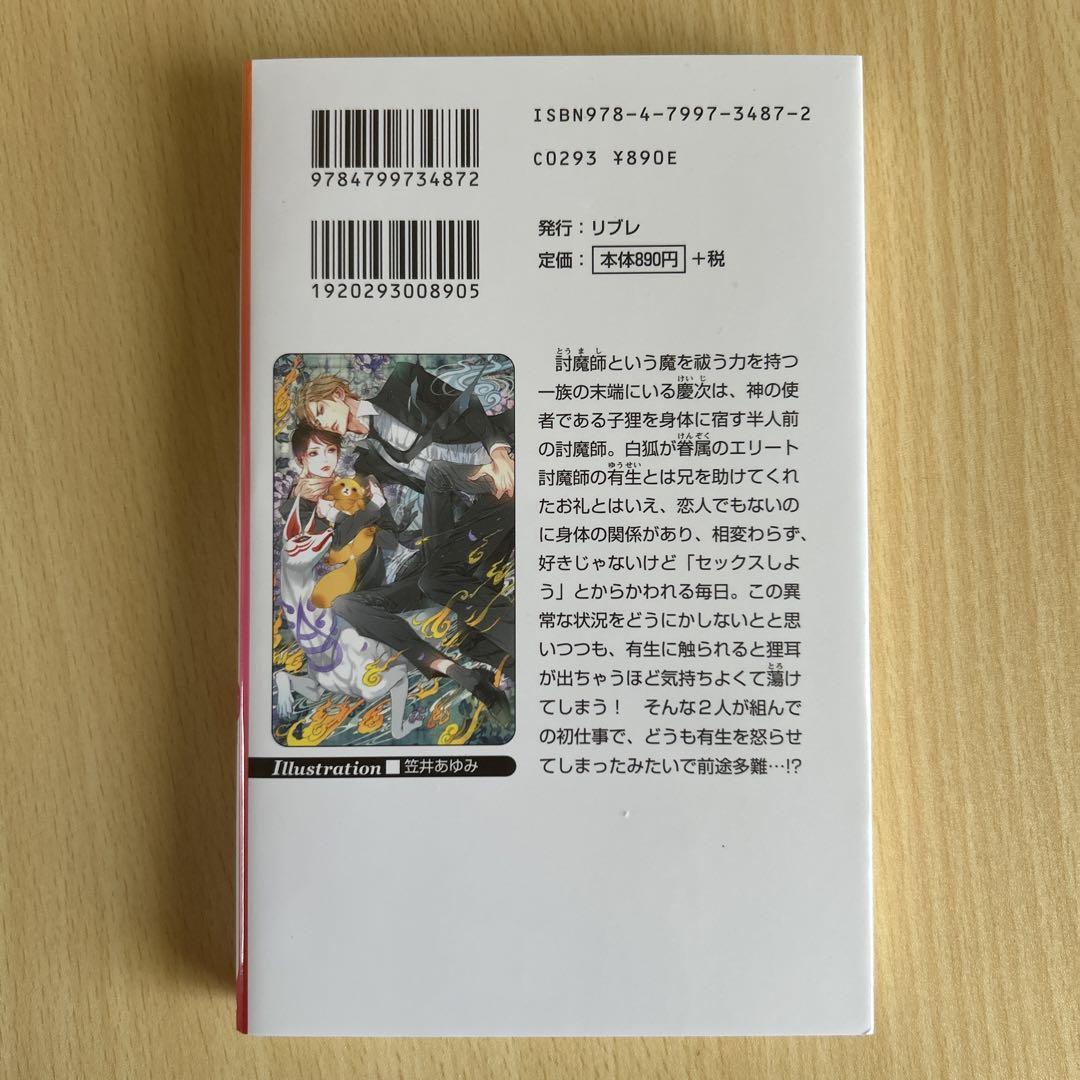 ISBN978-4-7997-3487-2
C0293 ¥890E
9784799734872
1920293008905
発行：リブレ
定価：本体890円＋税
討魔師という魔を祓う力を持つ
一族の末端にいる慶次は、神の使
者である子狸を身体に宿す半人前
の討魔師。白狐が眷属のエリート
討魔師の有生とは兄を助けてくれ
たお礼とはいえ、恋人でもないの
に身体の関係があり、相変わらず、
好きじゃないけど「セックスしよ
う」とからかわれる毎日。この異
常な状況をどうにかしないとと思
いつつも、有生に触られると狸耳
が出ちゃうほど気持ちよくて蕩け
てしまう！　そんな２人が組んで
の初仕事で、どうも有生を怒らせ
てしまったみたいで前途多難…!?
Illustration■笠井あゆみ